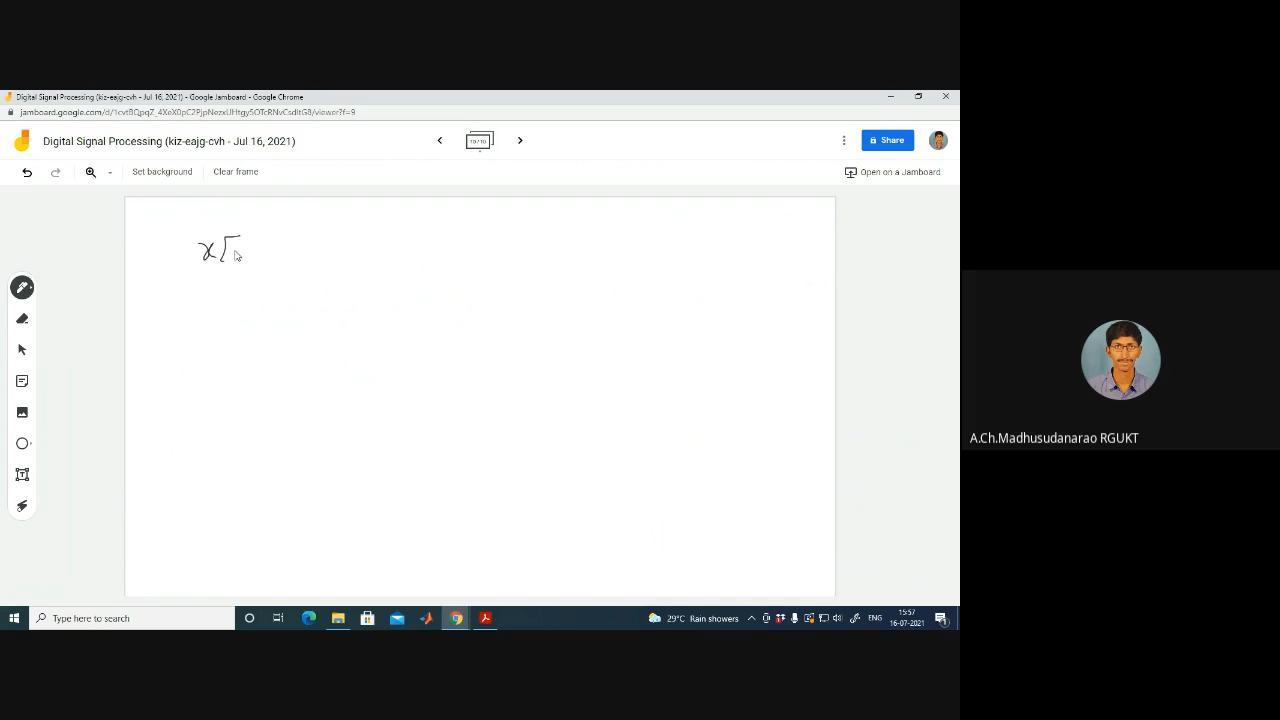 Digital Signal Processing (kiz-eajg-cvh - Jul 16, 2021) - Google Jamboard - Google Chrome
Digital Signal Processing (kiz-eajg-cvh - Jul 16, 2021)
10 / 10
Share
Set background
Clear frame
Open on a Jamboard
x[
A.Ch.Madhusudanarao RGUKT
Type here to search
29°C Rain showers
ENG
15:57
16-07-2021